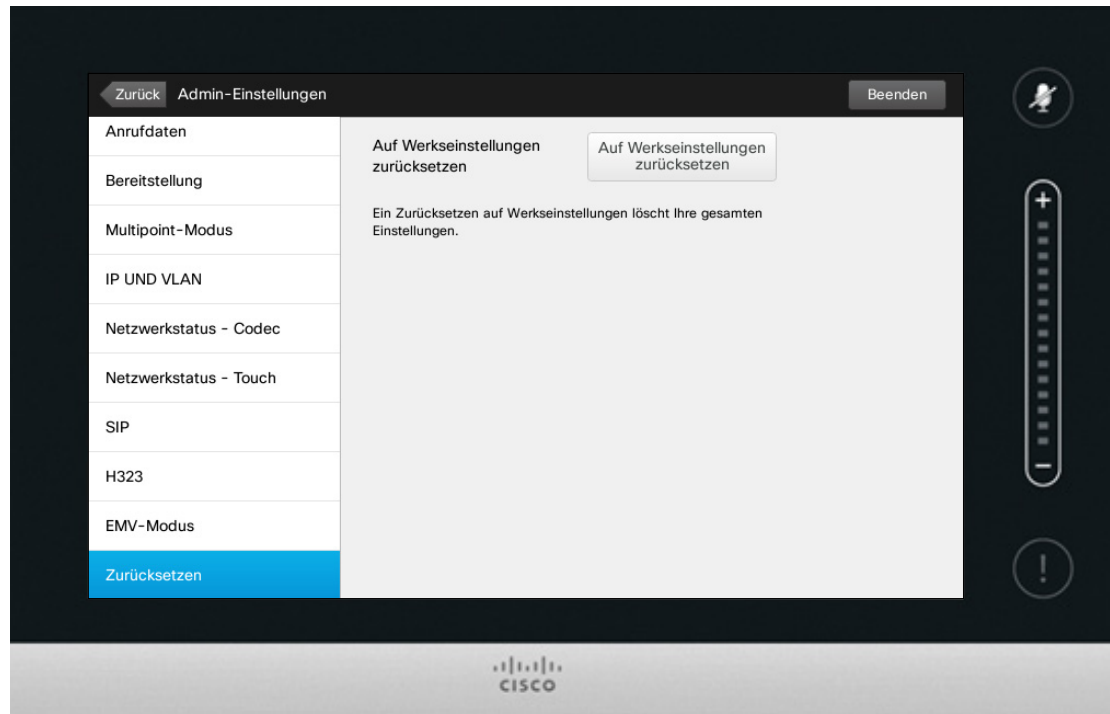 Zurück Admin-Einstellungen Beenden
Anrufdaten
Bereitstellung
Multipoint-Modus
IP UND VLAN
Netzwerkstatus - Codec
Netzwerkstatus - Touch
SIP
H323
EMV-Modus
Zurücksetzen
Auf Werkseinstellungen
zurücksetzen
Auf Werkseinstellungen
zurücksetzen
Ein Zurücksetzen auf Werkseinstellungen löscht Ihre gesamten
Einstellungen.
+
-
!
CISCO